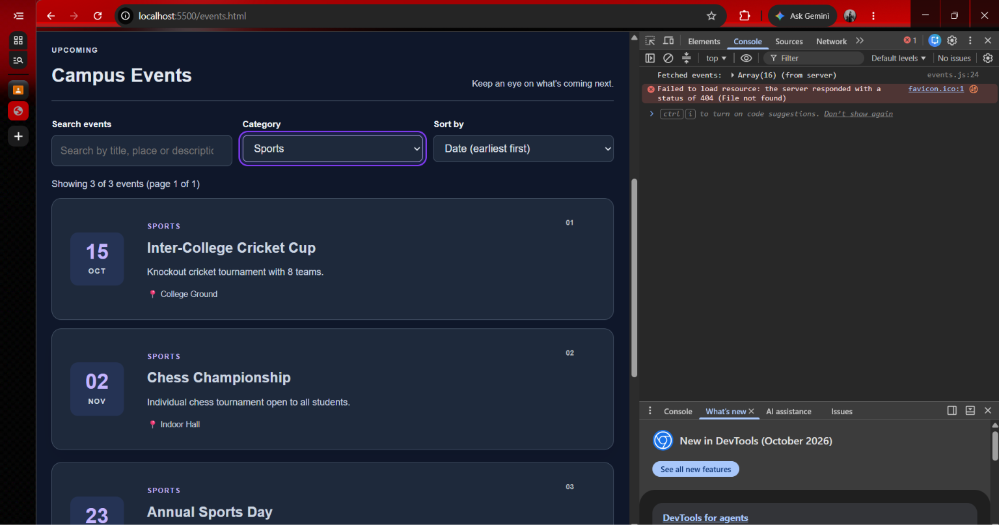 localhost:5500/events.html
Ask Gemini
UPCOMING
Campus Events
Keep an eye on what's coming next.
Search events
Category
Sort by
Search by title, place or descriptic
Sports
Date (earliest first)
Showing 3 of 3 events (page 1 of 1)
15
OCT
SPORTS
01
Inter-College Cricket Cup
Knockout cricket tournament with 8 teams.
College Ground
02
NOV
SPORTS
02
Chess Championship
Individual chess tournament open to all students.
Indoor Hall
23
SPORTS
03
Annual Sports Day
Elements
Console
Sources
Network
1
top
Filter
Default levels
No issues
Fetched events: Array(16) (from server)
events.js:24
Failed to load resource: the server responded with a
status of 404 (File not found)
favicon.ico:1
ctrl i to turn on code suggestions. Don't show again
Console
What's new
AI assistance
Issues
New in DevTools (October 2026)
See all new features
DevTools for agents